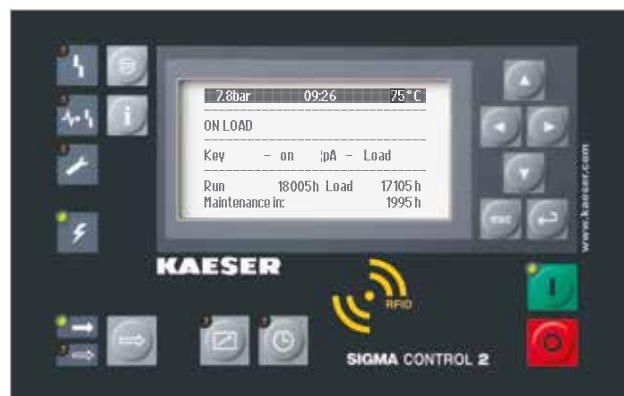 7.8bar 09:26 75°C
ON LOAD
Key - on ¦pA - Load
Run 18005h Load 17105h
Maintenance in: 1995h
i
esc
www.kaeser.com
KAESER
RFID
I
O
SIGMA CONTROL 2